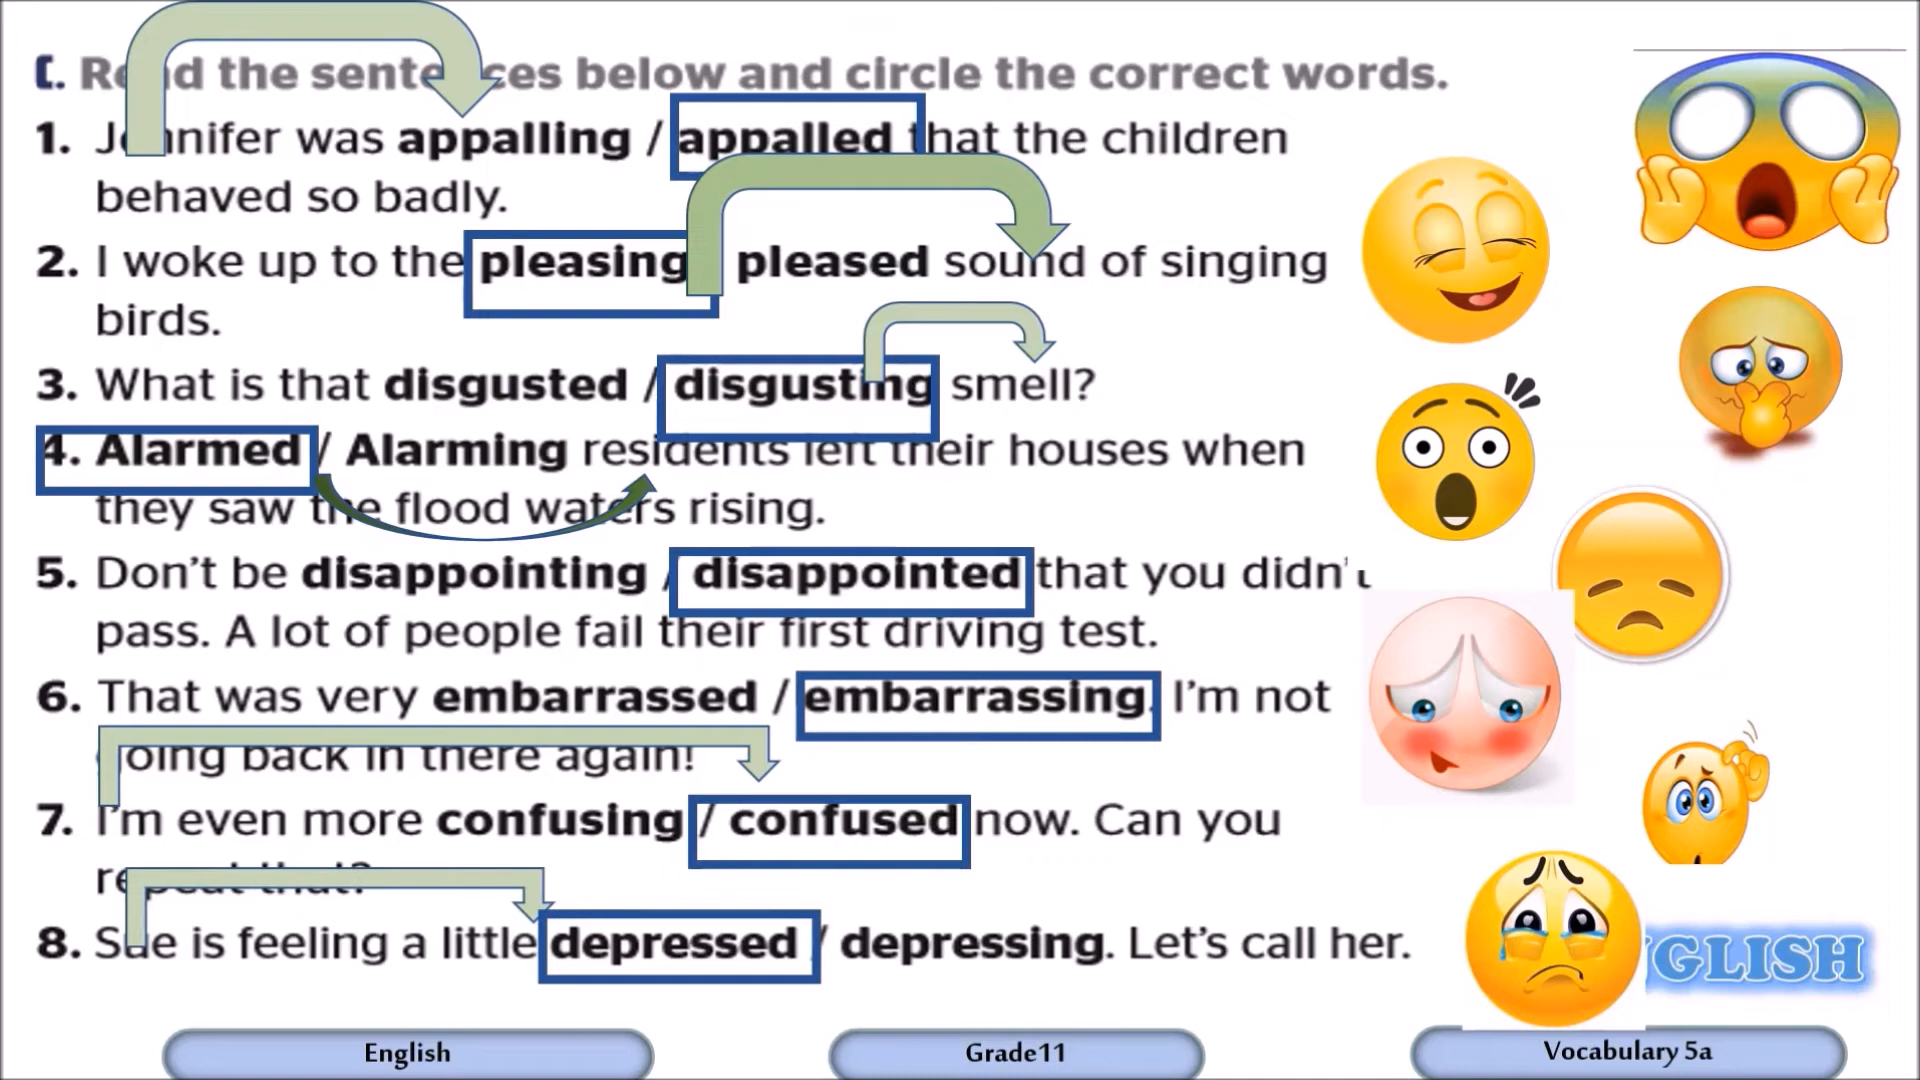 C. Read the sentences below and circle the correct words.
1. Jennifer was appalling / appalled that the children
behaved so badly.
2. I woke up to the pleasing pleased sound of singing
birds.
3. What is that disgusted / disgusting smell?
4. Alarmed / Alarming residents left their houses when
they saw the flood waters rising.
5. Don't be disappointing / disappointed that you didn't
pass. A lot of people fail their first driving test.
6. That was very embarrassed / embarrassing. I'm not
going back in there again!
7. I'm even more confusing / confused now. Can you
repeat that?
8. Sue is feeling a little depressed / depressing. Let's call her.
GLISH
English
Grade11
Vocabulary 5a